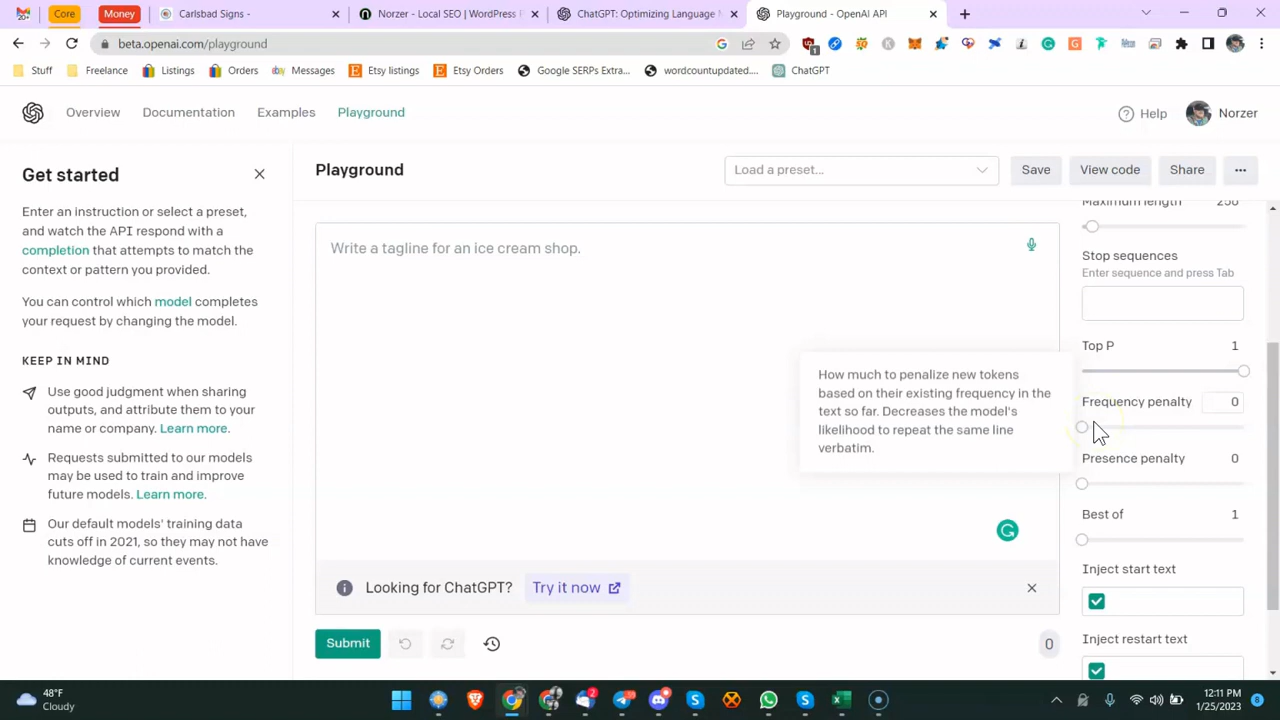 Core
Money
Carlsbad Signs -
Norzer - Local SEO | WordPress
ChatGPT: Optimizing Language M
Playground - OpenAI API
beta.openai.com/playground
Stuff
Freelance
Listings
Orders
Messages
Etsy listings
Etsy Orders
Google SERPs Extra...
wordcountupdated....
ChatGPT
Overview
Documentation
Examples
Playground
Help
Norzer
Get started
Enter an instruction or select a preset,
and watch the API respond with a
completion that attempts to match the
context or pattern you provided.
You can control which model completes
your request by changing the model.
KEEP IN MIND
Use good judgment when sharing
outputs, and attribute them to your
name or company. Learn more.
Requests submitted to our models
may be used to train and improve
future models. Learn more.
Our default models' training data
cuts off in 2021, so they may not have
knowledge of current events.
Playground
Load a preset...
Save
View code
Share
Write a tagline for an ice cream shop.
How much to penalize new tokens
based on their existing frequency in the
text so far. Decreases the model's
likelihood to repeat the same line
verbatim.
Looking for ChatGPT?
Try it now
Submit
0
Maximum length 256
Stop sequences
Enter sequence and press Tab
Top P 1
Frequency penalty 0
Presence penalty 0
Best of 1
Inject start text
Inject restart text
48°F
Cloudy
12:11 PM
1/25/2023